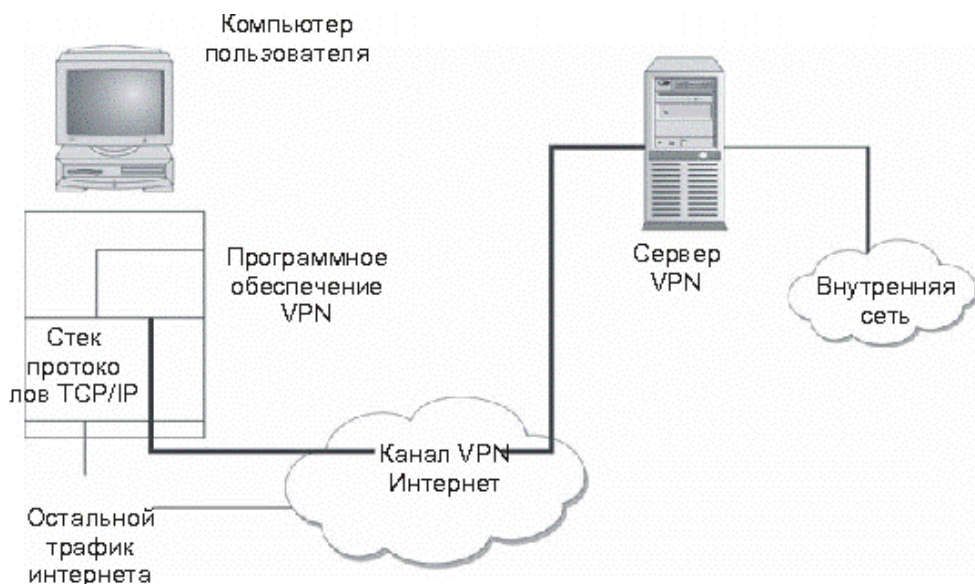 Компьютер
пользователя
Программное
обеспечение
VPN
Сервер
VPN
Внутренняя
сеть
Стек
протоко
лов TCP/IP
Канал VPN
Интернет
Остальной
трафик
интернета